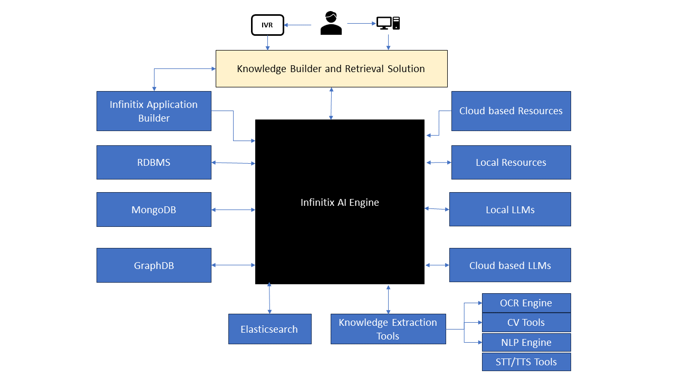 IVR
Knowledge Builder and Retrieval Solution
Infinitix Application
Builder
Cloud based Resources
RDBMS
Local Resources
Infinitix AI Engine
MongoDB
Local LLMs
GraphDB
Cloud based LLMs
Elasticsearch
Knowledge Extraction
Tools
OCR Engine
CV Tools
NLP Engine
STT/TTS Tools